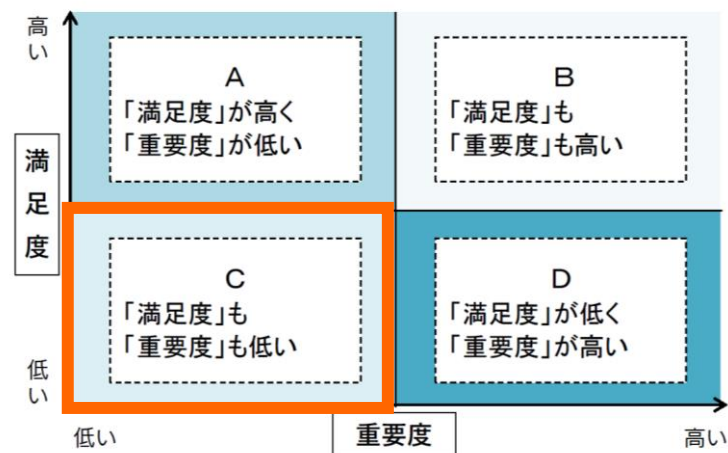 高い
満足度
低い
A
「満足度」が高く
「重要度」が低い
B
「満足度」も
「重要度」も高い
C
「満足度」も
「重要度」も低い
D
「満足度」が低く
「重要度」が高い
低い
重要度
高い